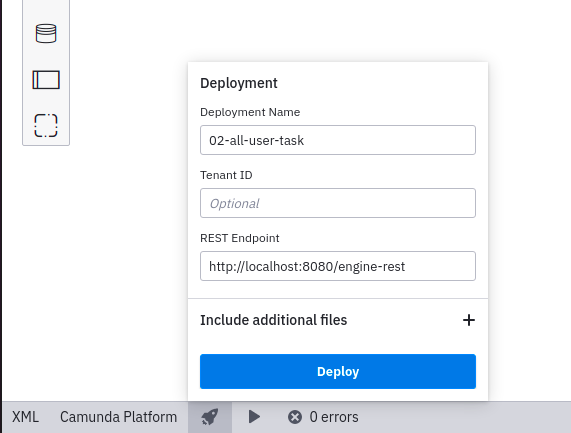 Deployment
Deployment Name
02-all-user-task
Tenant ID
Optional
REST Endpoint
http://localhost:8080/engine-rest
Include additional files +
Deploy
XML Camunda Platform 0 errors